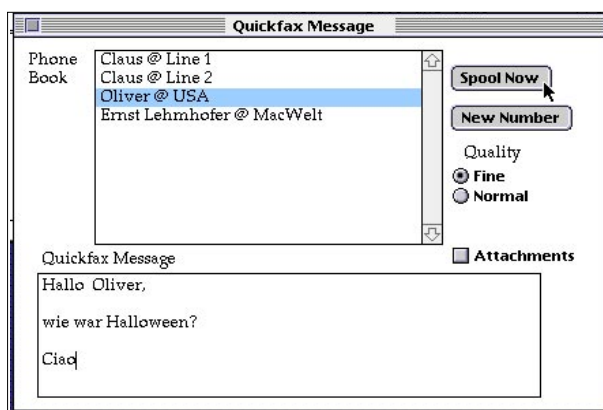 Quickfax Message
Phone
Book
Claus @ Line 1
Claus @ Line 2
Oliver @ USA
Ernst Lehmhofer @ MacWelt
Spool Now
New Number
Quality
Fine
Normal
Attachments
Quickfax Message
Hallo Oliver,
wie war Halloween?
Ciao